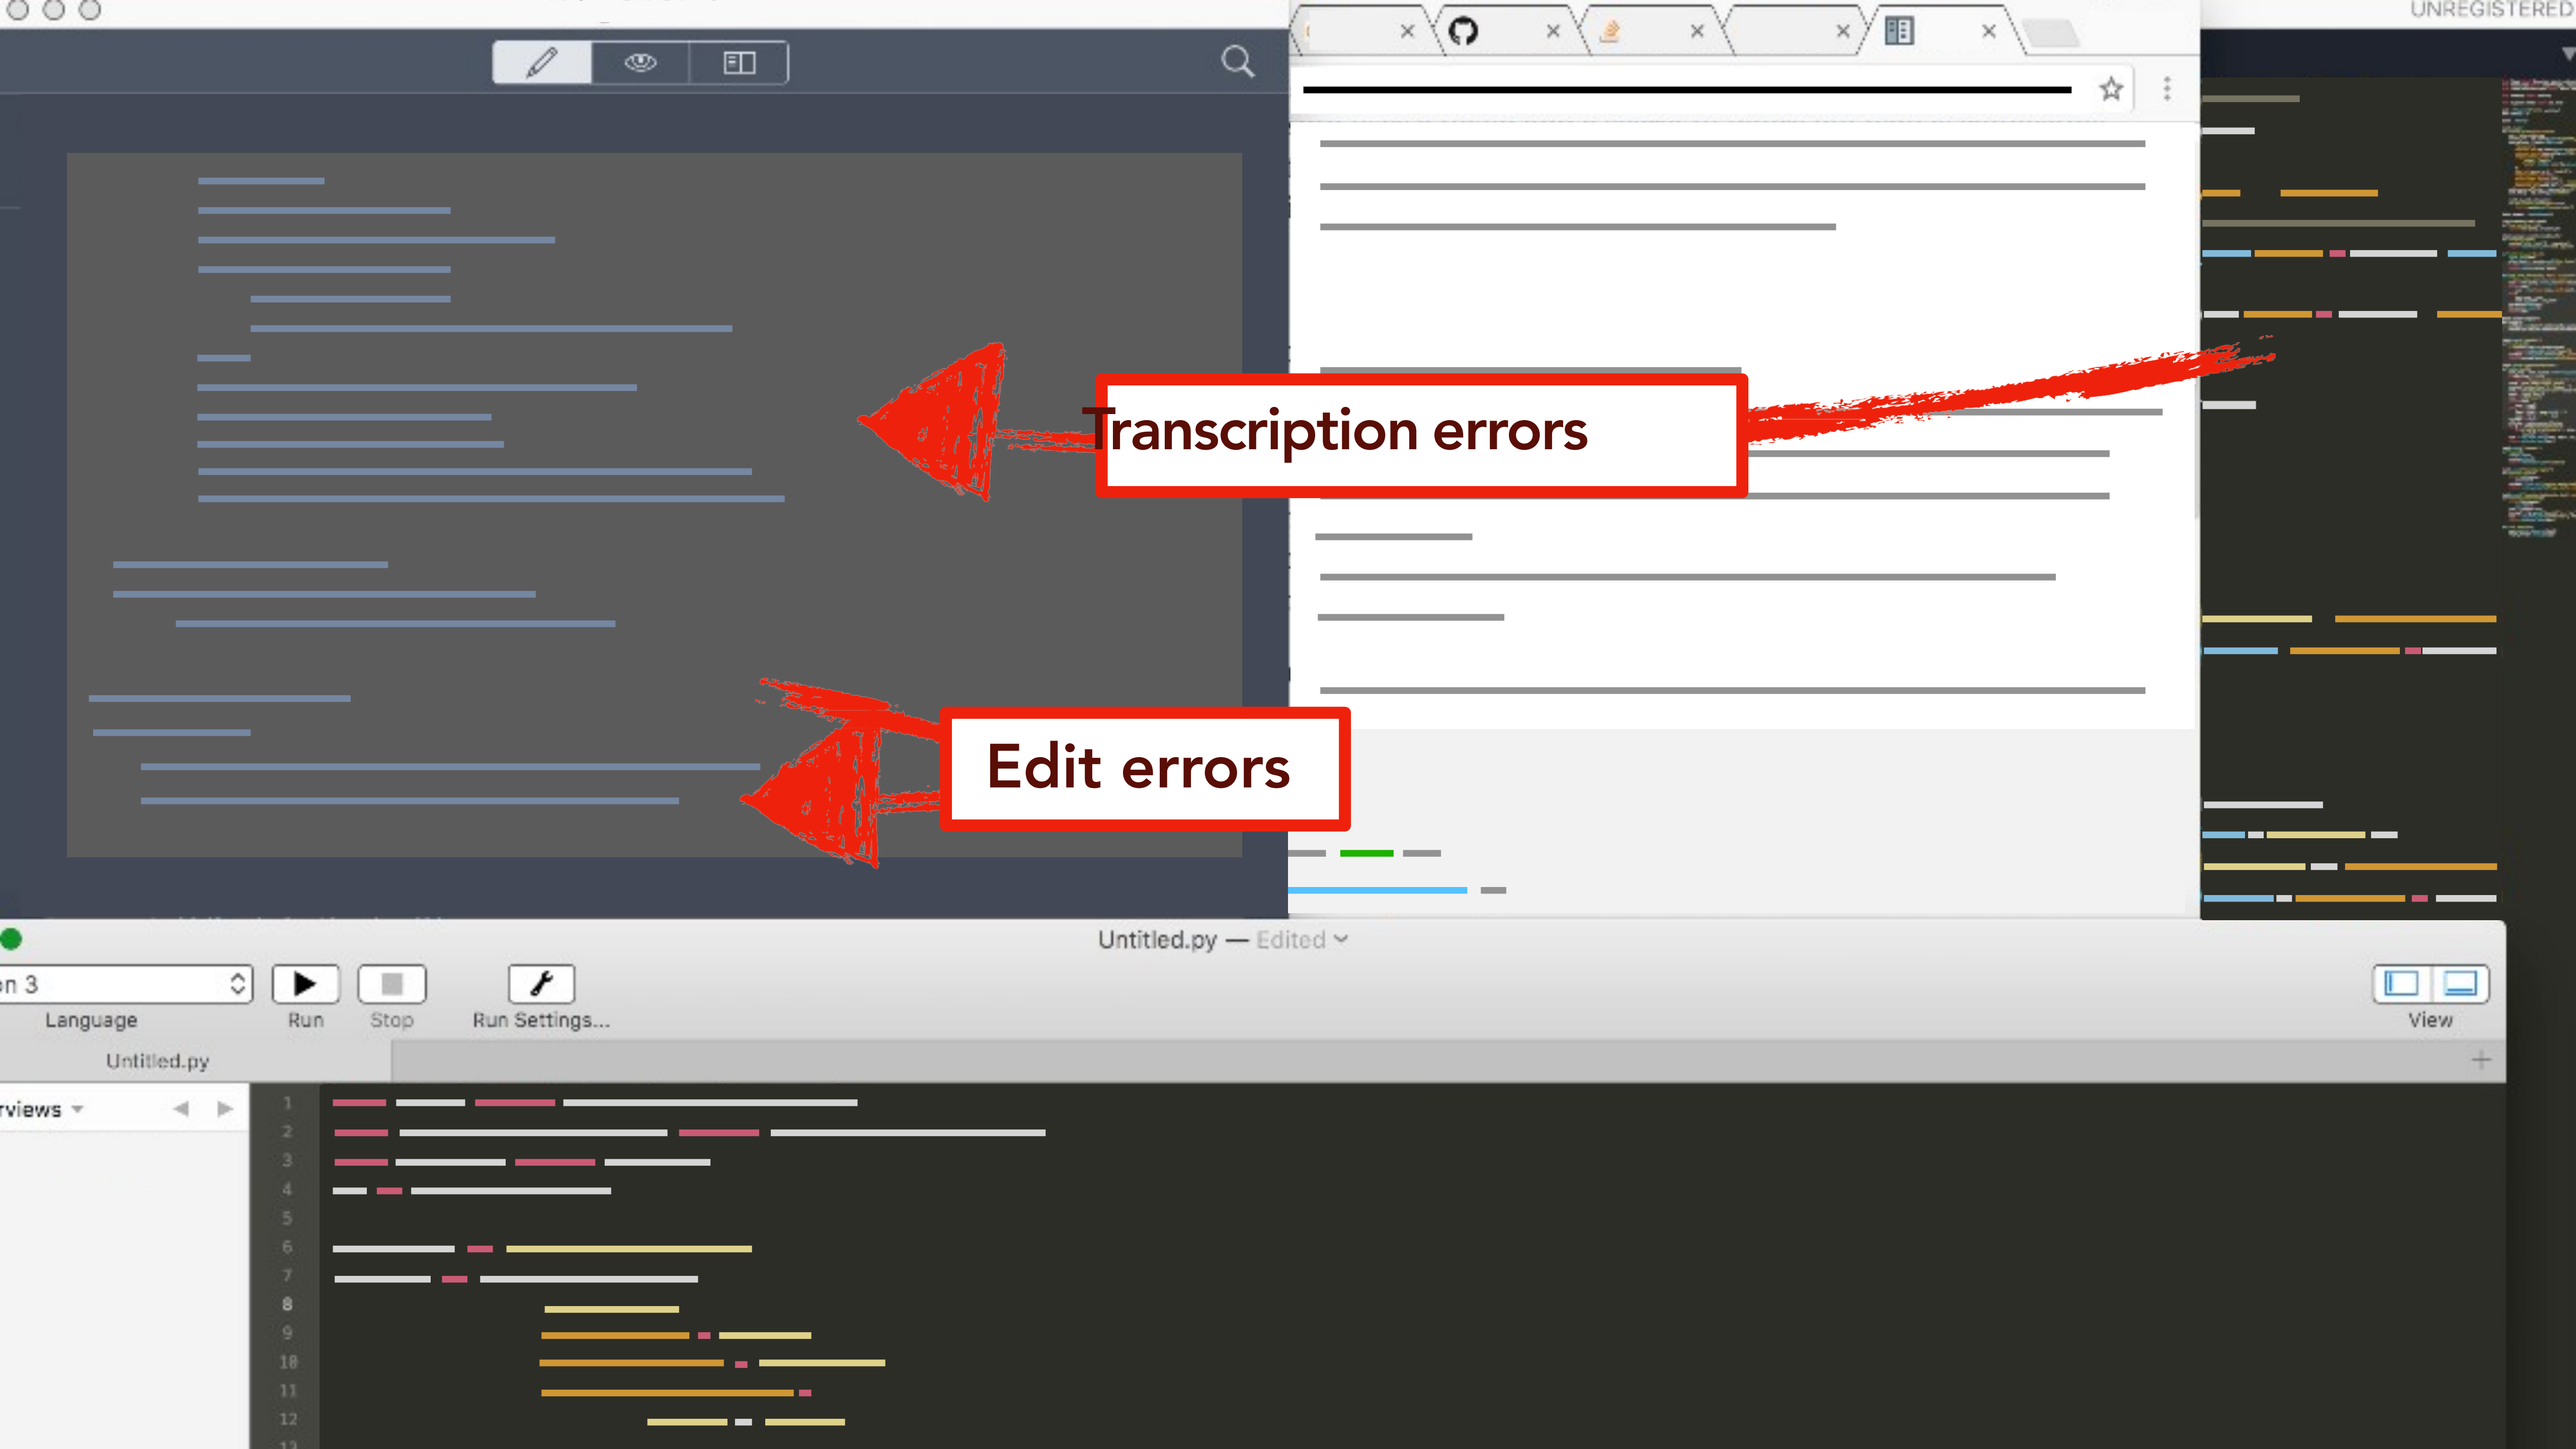 UNREGISTERED
Transcription errors
Edit errors
Untitled.py — Edited
n 3
Language
Run
Stop
Run Settings...
View
Untitled.py
rviews
1
2
3
4
5
6
7
8
9
10
11
12
13